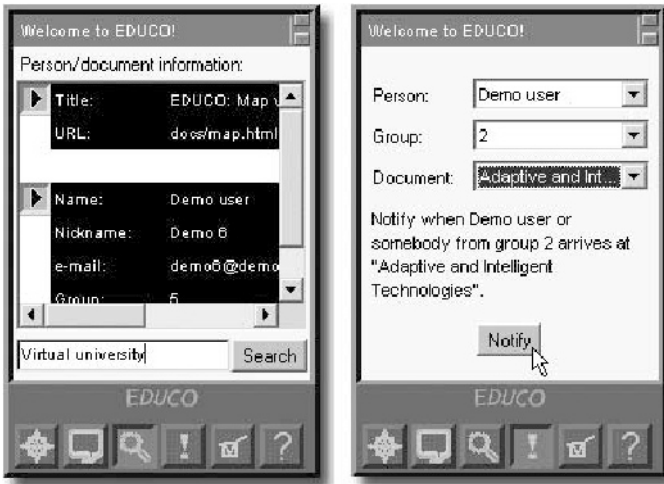 Welcome to EDUCO!
Person/document information:
Title: EDUCO: Map
URL: docs/map.html
Name: Demo user
Nickname: Demo 6
e-mail: demo6@demo
Group: 5
Virtual university
Search
EDUCO
?
Welcome to EDUCO!
Person: Demo user
Group: 2
Document: Adaptive and Int...
Notify when Demo user or
somebody from group 2 arrives at
"Adaptive and Intelligent
Technologies".
Notify
EDUCO
?